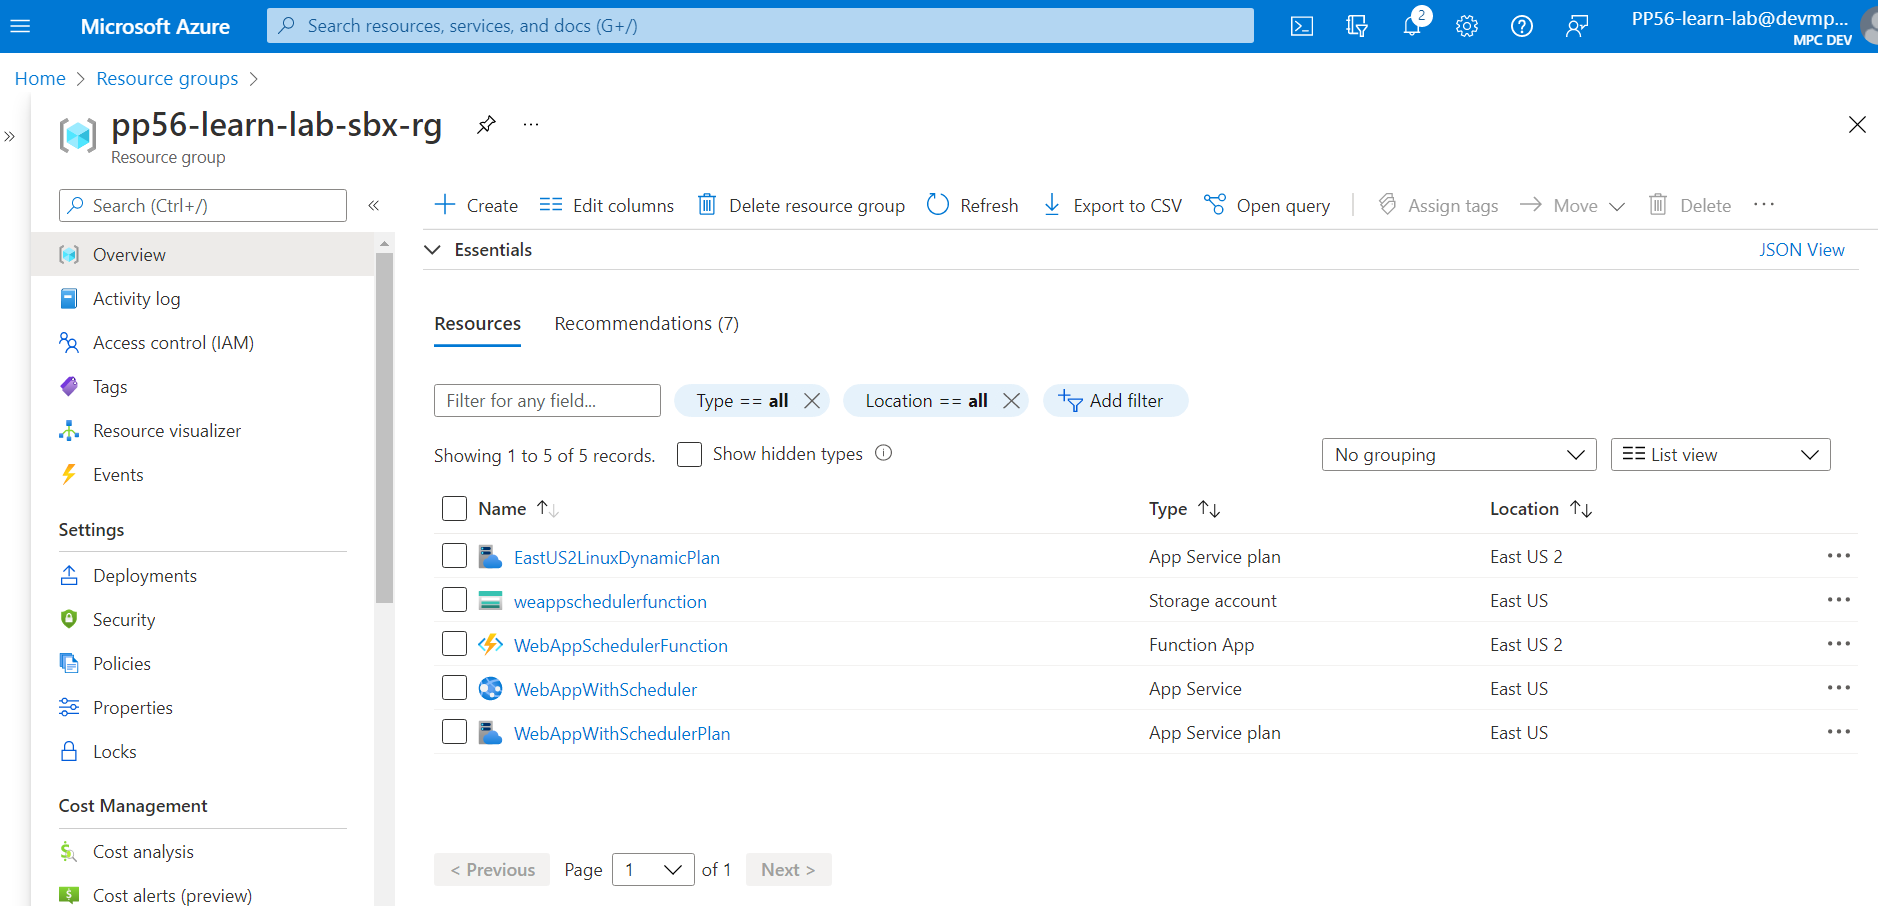 Microsoft Azure
Search resources, services, and docs (G+/)
2
PP56-learn-lab@devmp...
MPC DEV
Home > Resource groups >
pp56-learn-lab-sbx-rg
...
Resource group
Search (Ctrl+/)
Overview
Activity log
Access control (IAM)
Tags
Resource visualizer
Events
Settings
Deployments
Security
Policies
Properties
Locks
Cost Management
Cost analysis
Cost alerts (preview)
Create Edit columns Delete resource group Refresh Export to CSV Open query Assign tags Move Delete ...
Essentials JSON View
Resources Recommendations (7)
Filter for any field... Type == all Location == all Add filter
Showing 1 to 5 of 5 records. Show hidden types No grouping List view
Name Type Location
EastUS2LinuxDynamicPlan App Service plan East US 2 ...
weappschedulerfunction Storage account East US ...
WebAppSchedulerFunction Function App East US 2 ...
WebAppWithScheduler App Service East US ...
WebAppWithSchedulerPlan App Service plan East US ...
< Previous Page 1 of 1 Next >